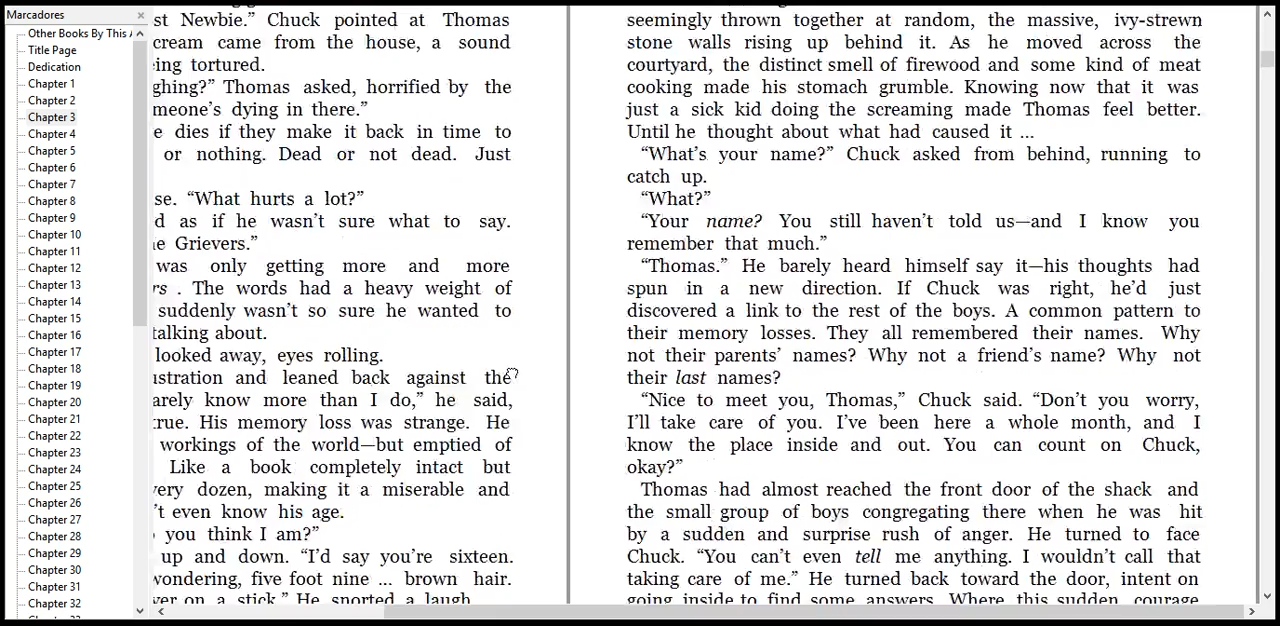 Marcadores
Other Books By This
Title Page
Dedication
Chapter 1
Chapter 2
Chapter 3
Chapter 4
Chapter 5
Chapter 6
Chapter 7
Chapter 8
Chapter 9
Chapter 10
Chapter 11
Chapter 12
Chapter 13
Chapter 14
Chapter 15
Chapter 16
Chapter 17
Chapter 18
Chapter 19
Chapter 20
Chapter 21
Chapter 22
Chapter 23
Chapter 24
Chapter 25
Chapter 26
Chapter 27
Chapter 28
Chapter 29
Chapter 30
Chapter 31
Chapter 32
st Newbie.” Chuck pointed at Thomas
cream came from the house, a sound
ing tortured.
ghing?” Thomas asked, horrified by the
meone’s dying in there.”
e dies if they make it back in time to
or nothing. Dead or not dead. Just
se. “What hurts a lot?”
d as if he wasn’t sure what to say.
e Grievers.”
was only getting more and more
rs . The words had a heavy weight of
suddenly wasn’t so sure he wanted to
talking about.
looked away, eyes rolling.
ustration and leaned back against the
arely know more than I do,” he said,
true. His memory loss was strange. He
workings of the world—but emptied of
Like a book completely intact but
very dozen, making it a miserable and
’t even know his age.
you think I am?”
up and down. “I’d say you’re sixteen.
wondering, five foot nine ... brown hair.
ver on a stick.” He snorted a laugh
seemingly thrown together at random, the massive, ivy-strewn
stone walls rising up behind it. As he moved across the
courtyard, the distinct smell of firewood and some kind of meat
cooking made his stomach grumble. Knowing now that it was
just a sick kid doing the screaming made Thomas feel better.
Until he thought about what had caused it ...
“What’s your name?” Chuck asked from behind, running to
catch up.
“What?”
“Your name? You still haven’t told us—and I know you
remember that much.”
“Thomas.” He barely heard himself say it—his thoughts had
spun in a new direction. If Chuck was right, he’d just
discovered a link to the rest of the boys. A common pattern to
their memory losses. They all remembered their names. Why
not their parents’ names? Why not a friend’s name? Why not
their last names?
“Nice to meet you, Thomas,” Chuck said. “Don’t you worry,
I’ll take care of you. I’ve been here a whole month, and I
know the place inside and out. You can count on Chuck,
okay?”
Thomas had almost reached the front door of the shack and
the small group of boys congregating there when he was hit
by a sudden and surprise rush of anger. He turned to face
Chuck. “You can’t even tell me anything. I wouldn’t call that
taking care of me.” He turned back toward the door, intent on
going inside to find some answers. Where this sudden courage